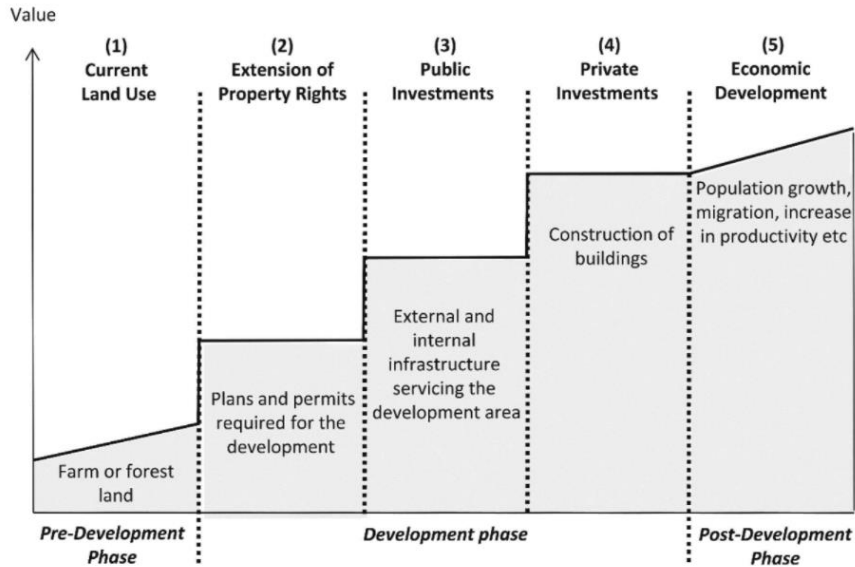 Value
(1)
Current
Land Use
(2)
Extension of
Property Rights
(3)
Public
Investments
(4)
Private
Investments
(5)
Economic
Development
Farm or forest
land
Plans and permits
required for the
development
External and
internal
infrastructure
servicing the
development area
Construction of
buildings
Population growth,
migration, increase
in productivity etc
Pre-Development
Phase
Development phase
Post-Development
Phase